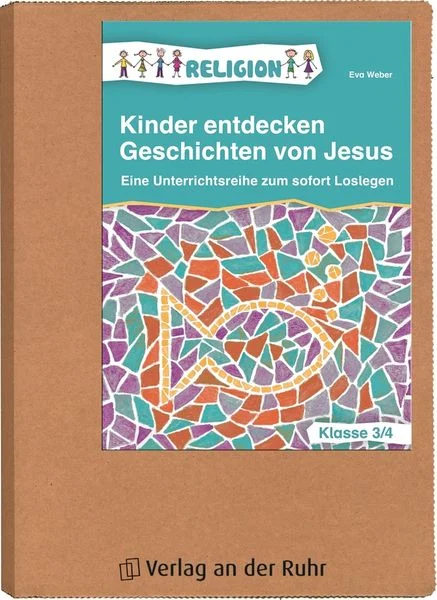 RELIGION
Eva Weber
Kinder entdecken
Geschichten von Jesus
Eine Unterrichtsreihe zum sofort Loslegen
Klasse 3/4
Verlag an der Ruhr